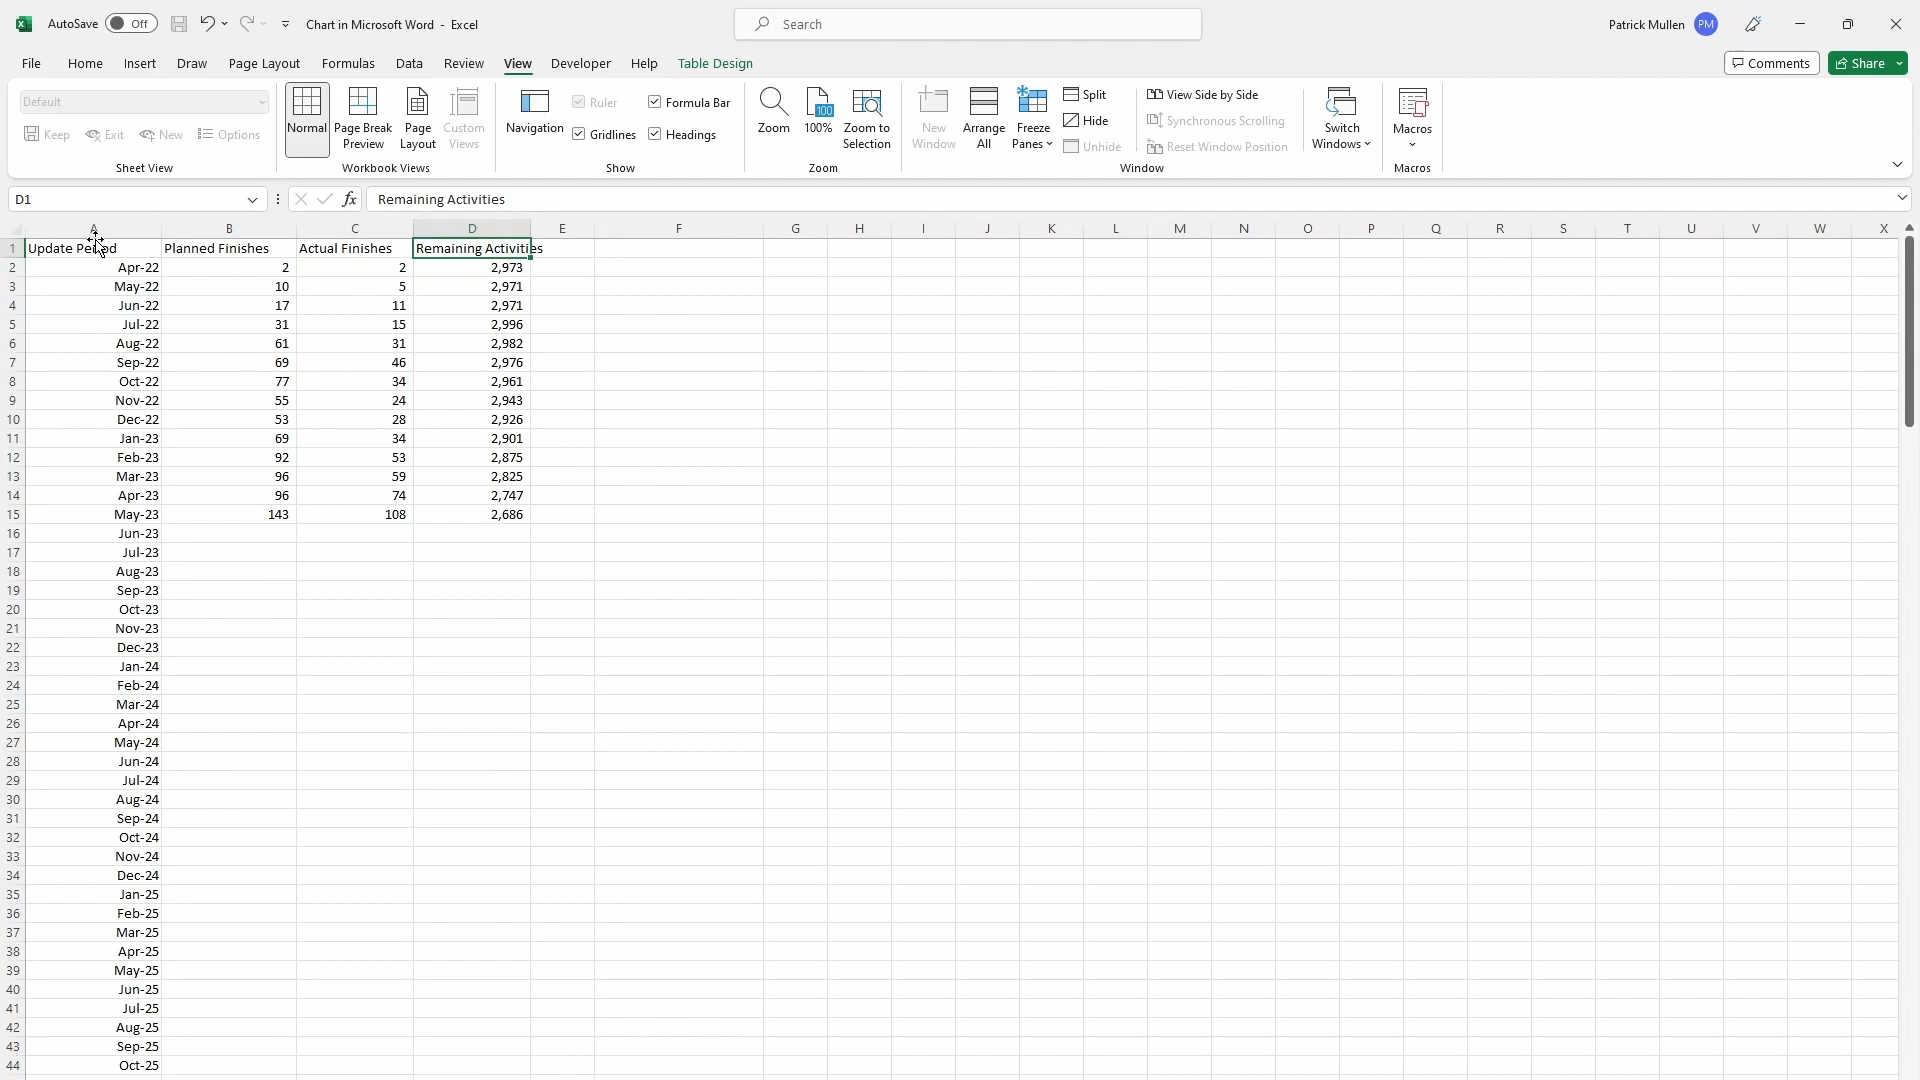 AutoSave Off Chart in Microsoft Word - Excel Search Patrick Mullen PM
File Home Insert Draw Page Layout Formulas Data Review View Developer Help Table Design Comments Share
Default
Keep Exit New Options
Sheet View
Normal Page Break Preview Page Layout Custom Views
Workbook Views
Navigation Ruler Formula Bar
Gridlines Headings
Show
Zoom 100 100% Zoom to Selection
Zoom
New Window Arrange All Freeze Panes Split View Side by Side Switch Windows
Hide Synchronous Scrolling
Unhide Reset Window Position
Window
Macros
Macros
D1 fx Remaining Activities
A B C D E F G H I J K L M N O P Q R S T U V W X
1 Update Period Planned Finishes Actual Finishes Remaining Activities
2 Apr-22 2 2 2,973
3 May-22 10 5 2,971
4 Jun-22 17 11 2,971
5 Jul-22 31 15 2,996
6 Aug-22 61 31 2,982
7 Sep-22 69 46 2,976
8 Oct-22 77 34 2,961
9 Nov-22 55 24 2,943
10 Dec-22 53 28 2,926
11 Jan-23 69 34 2,901
12 Feb-23 92 53 2,875
13 Mar-23 96 59 2,825
14 Apr-23 96 74 2,747
15 May-23 143 108 2,686
16 Jun-23
17 Jul-23
18 Aug-23
19 Sep-23
20 Oct-23
21 Nov-23
22 Dec-23
23 Jan-24
24 Feb-24
25 Mar-24
26 Apr-24
27 May-24
28 Jun-24
29 Jul-24
30 Aug-24
31 Sep-24
32 Oct-24
33 Nov-24
34 Dec-24
35 Jan-25
36 Feb-25
37 Mar-25
38 Apr-25
39 May-25
40 Jun-25
41 Jul-25
42 Aug-25
43 Sep-25
44 Oct-25